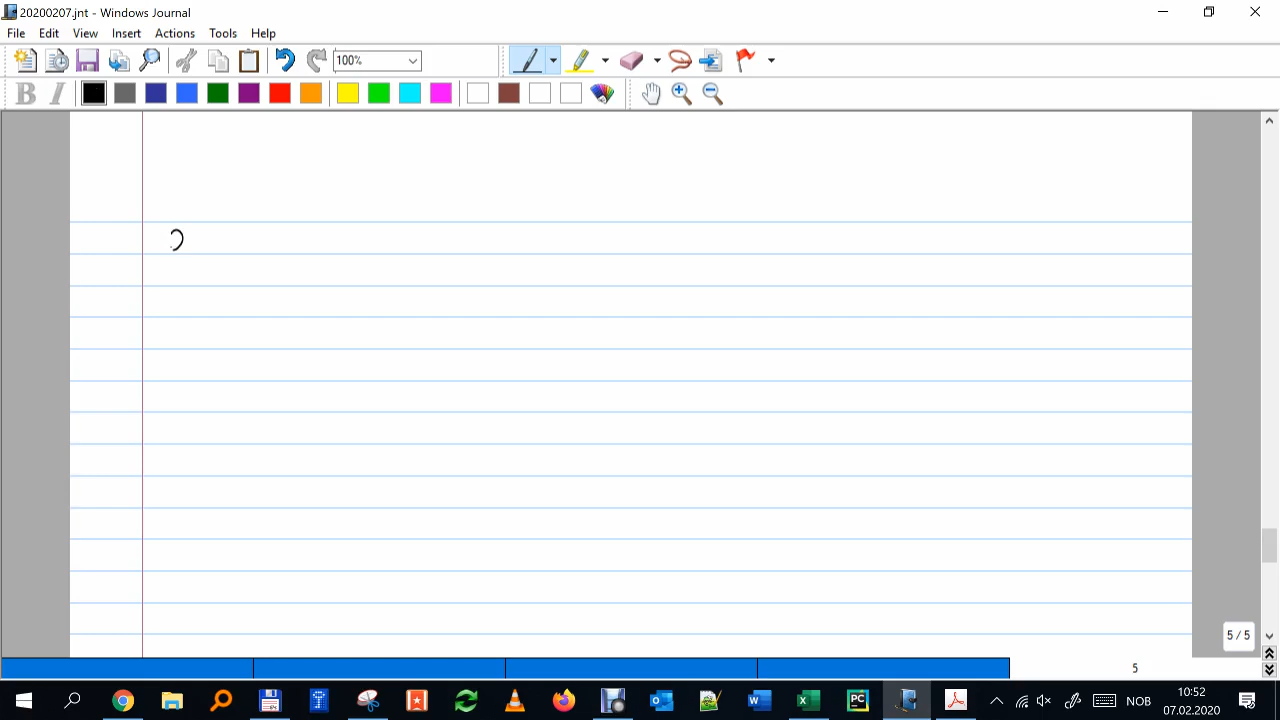 20200207.jnt - Windows Journal
File Edit View Insert Actions Tools Help
100%
B I
5 / 5
5
NOB
10:52
07.02.2020